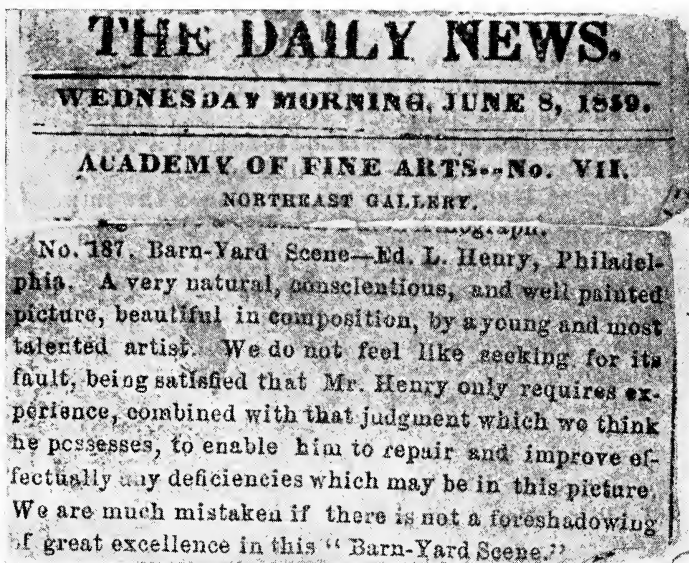 THE DAILY NEWS.
WEDNESDAY MORNING, JUNE 8, 1859.
ACADEMY OF FINE ARTS--No. VII.
NORTHEAST GALLERY.
No. 187. Barn-Yard Scene—Ed. L. Henry, Philadel-
phia. A very natural, conscientious, and well painted
picture, beautiful in composition, by a young and most
talented artist. We do not feel like seeking for its
fault, being satisfied that Mr. Henry only requires ex-
perience, combined with that judgment which we think
he possesses, to enable him to repair and improve ef-
fectually any deficiencies which may be in this picture.
We are much mistaken if there is not a foreshadowing
of great excellence in this “Barn-Yard Scene.”